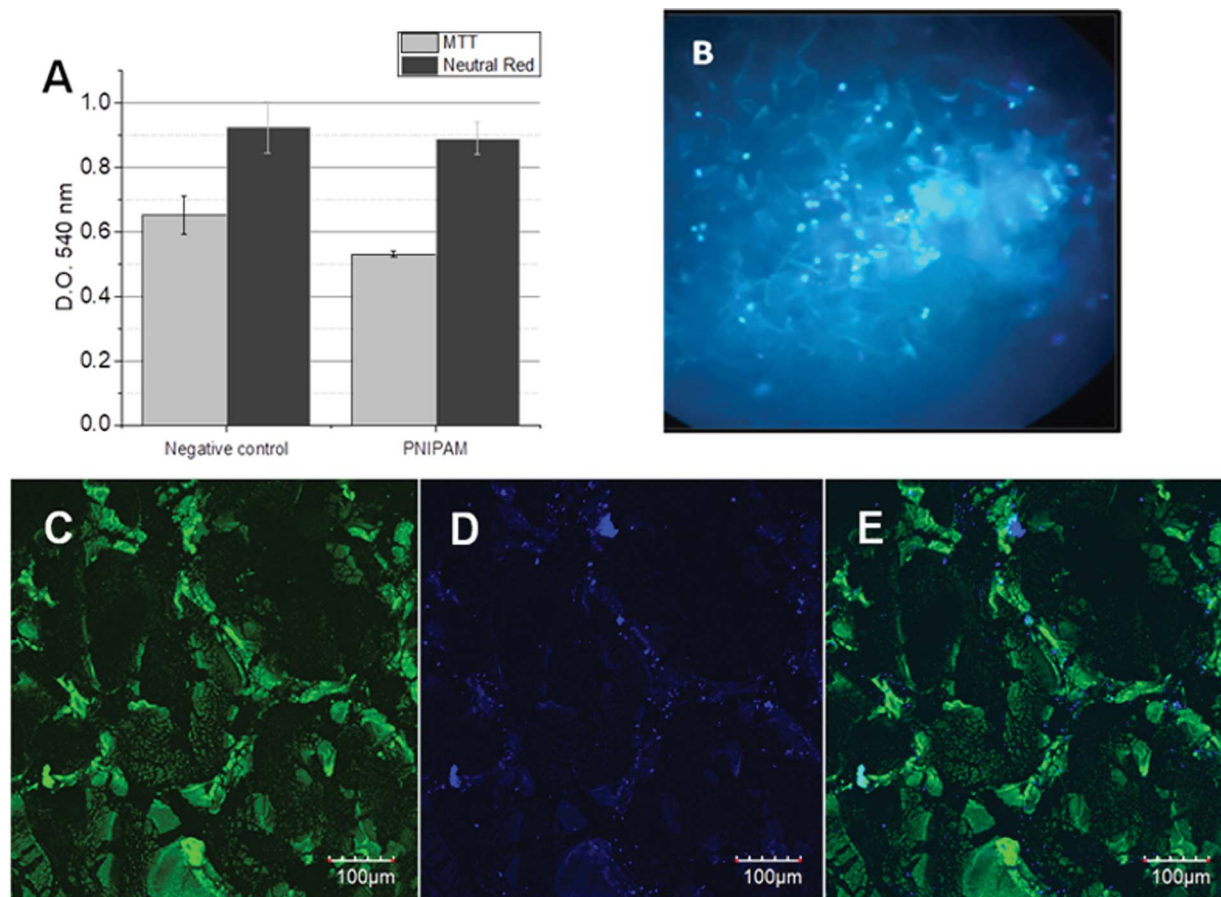 A
MTT
Neutral Red
D.O. 540 nm
1.0
0.8
0.6
0.4
0.2
0.0
Negative control
PNIPAM
B
C
100µm
D
100µm
E
100µm